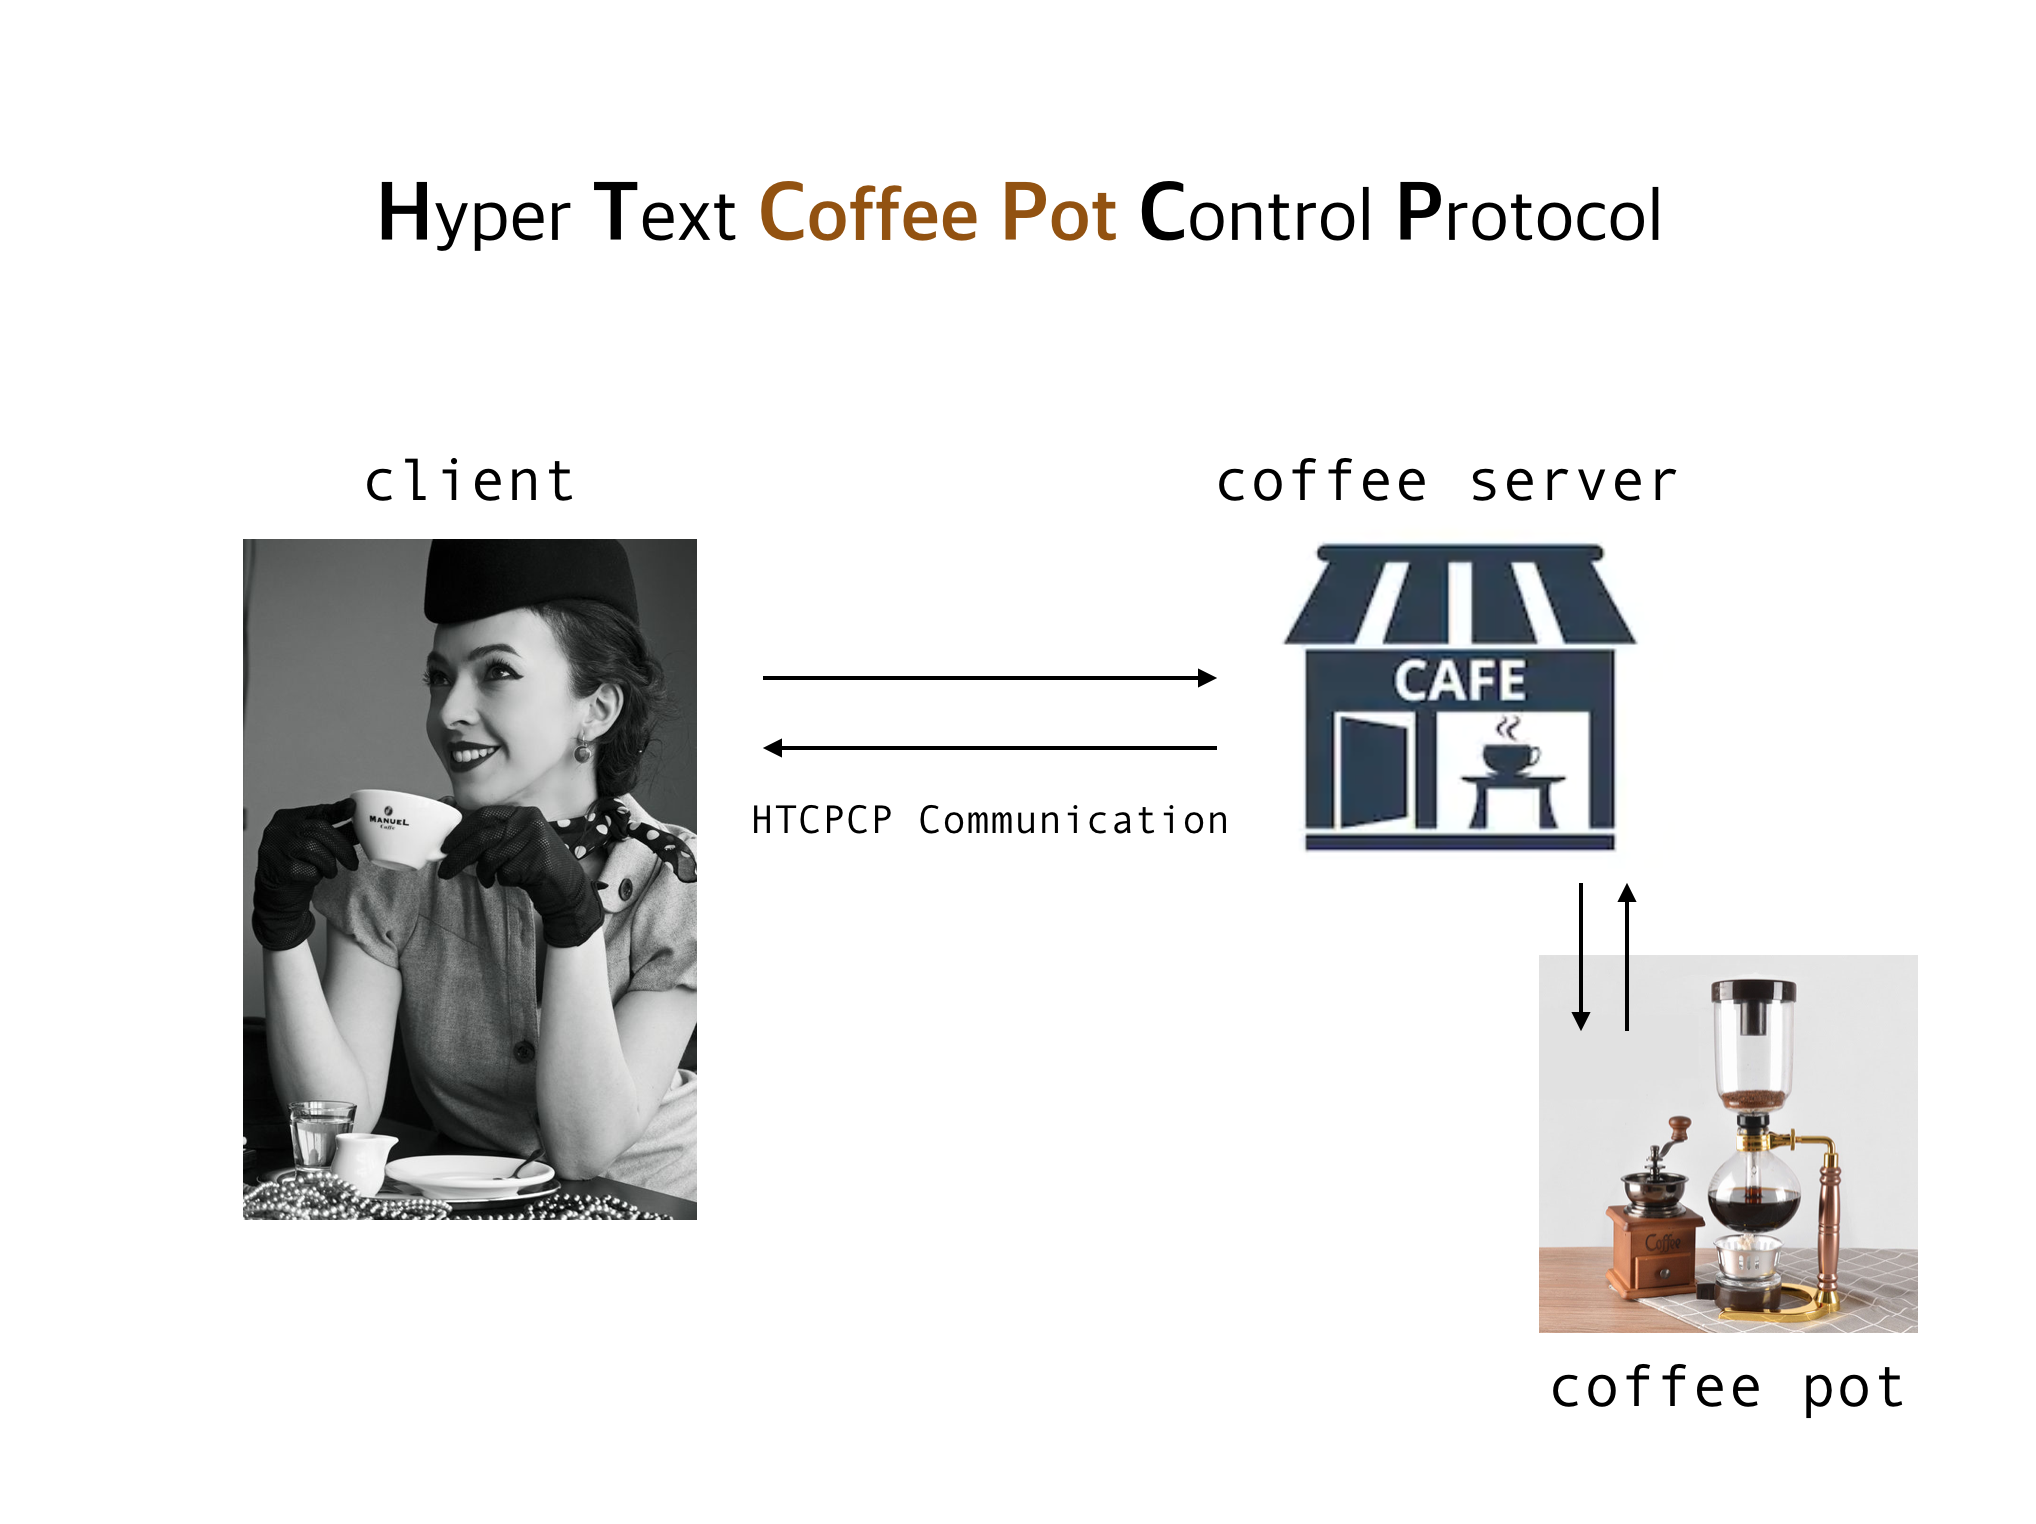 Hyper Text Coffee Pot Control Protocol
client
coffee server
CAFE
MANUEL
Caffe
HTCPCP Communication
Coffee
coffee pot